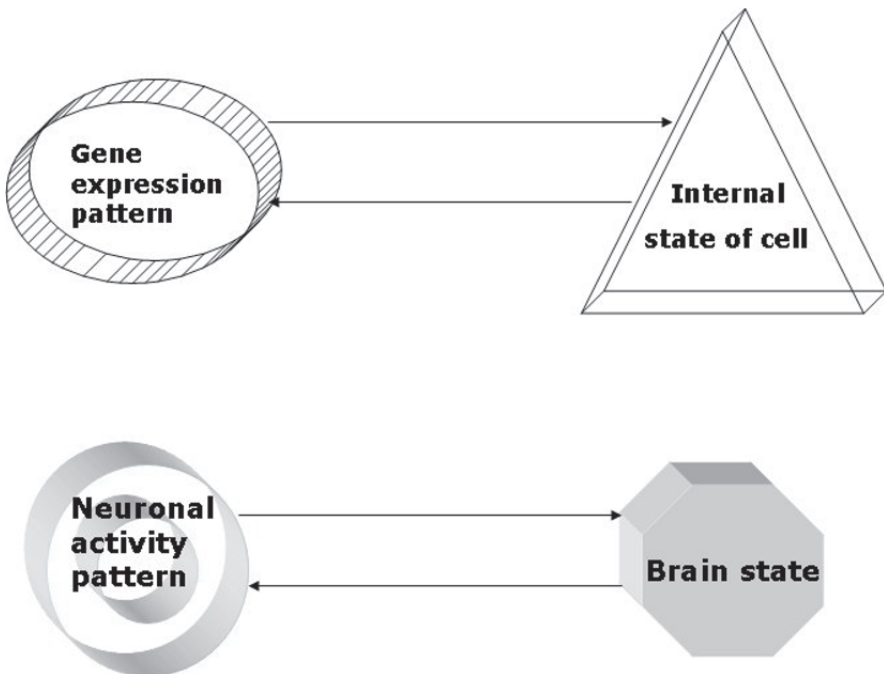 Gene
expression
pattern
Internal
state of cell
Neuronal
activity
pattern
Brain state